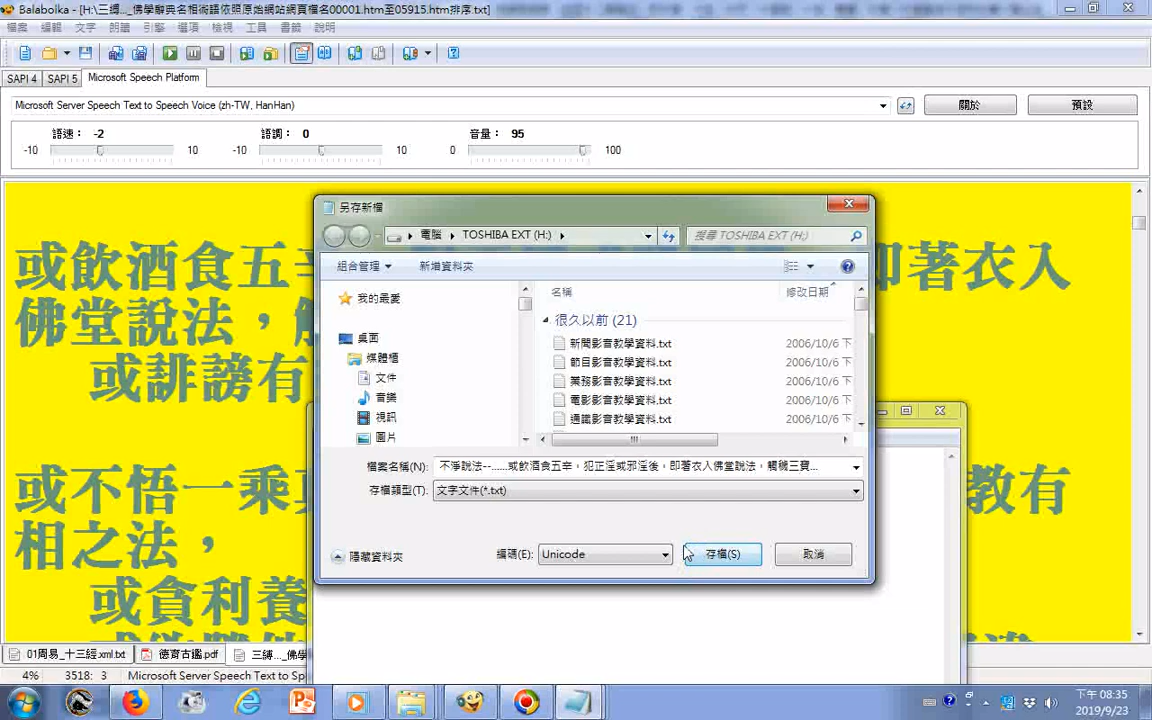 Balabolka - [H:\三縛..._佛學辭典名相術語依照原始網站網頁檔名00001.htm至05915.htm排序.txt]
檔案 編輯 文字 朗讀 引擎 選項 檢視 工具 書籤 說明
SAPI 4 SAPI 5 Microsoft Speech Platform
Microsoft Server Speech Text to Speech Voice (zh-TW, HanHan) 關於 預設
語速： -2 語調： 0 音量： 95
-10 10 -10 10 0 100
另存新檔
電腦 TOSHIBA EXT (H:) 搜尋 TOSHIBA EXT (H:)
組合管理 新增資料夾
我的最愛
桌面
媒體櫃
文件
音樂
視訊
圖片
名稱 修改日期
很久以前 (21)
新聞影音教學資料.txt 2006/10/6 下
節目影音教學資料.txt 2006/10/6 下
業務影音教學資料.txt 2006/10/6 下
電影影音教學資料.txt 2006/10/6 下
通識影音教學資料.txt 2006/10/6 下
檔案名稱(N): 不淨說法--......或飲酒食五辛，犯正淫或邪淫後，即著衣入佛堂說法，觸穢三寶...
存檔類型(T): 文字文件(*.txt)
隱藏資料夾 編碼(E): Unicode 存檔(S) 取消
或飲酒食五辛 即著衣入
佛堂說法，
或誹謗有
或不悟一乘 教有
相之法，
或貪利養
01周易_十三經.xml.txt 德育古鑑.pdf 三縛..._佛學
4% 3518: 3 Microsoft Server Speech Text to Sp
下午 08:35
2019/9/23